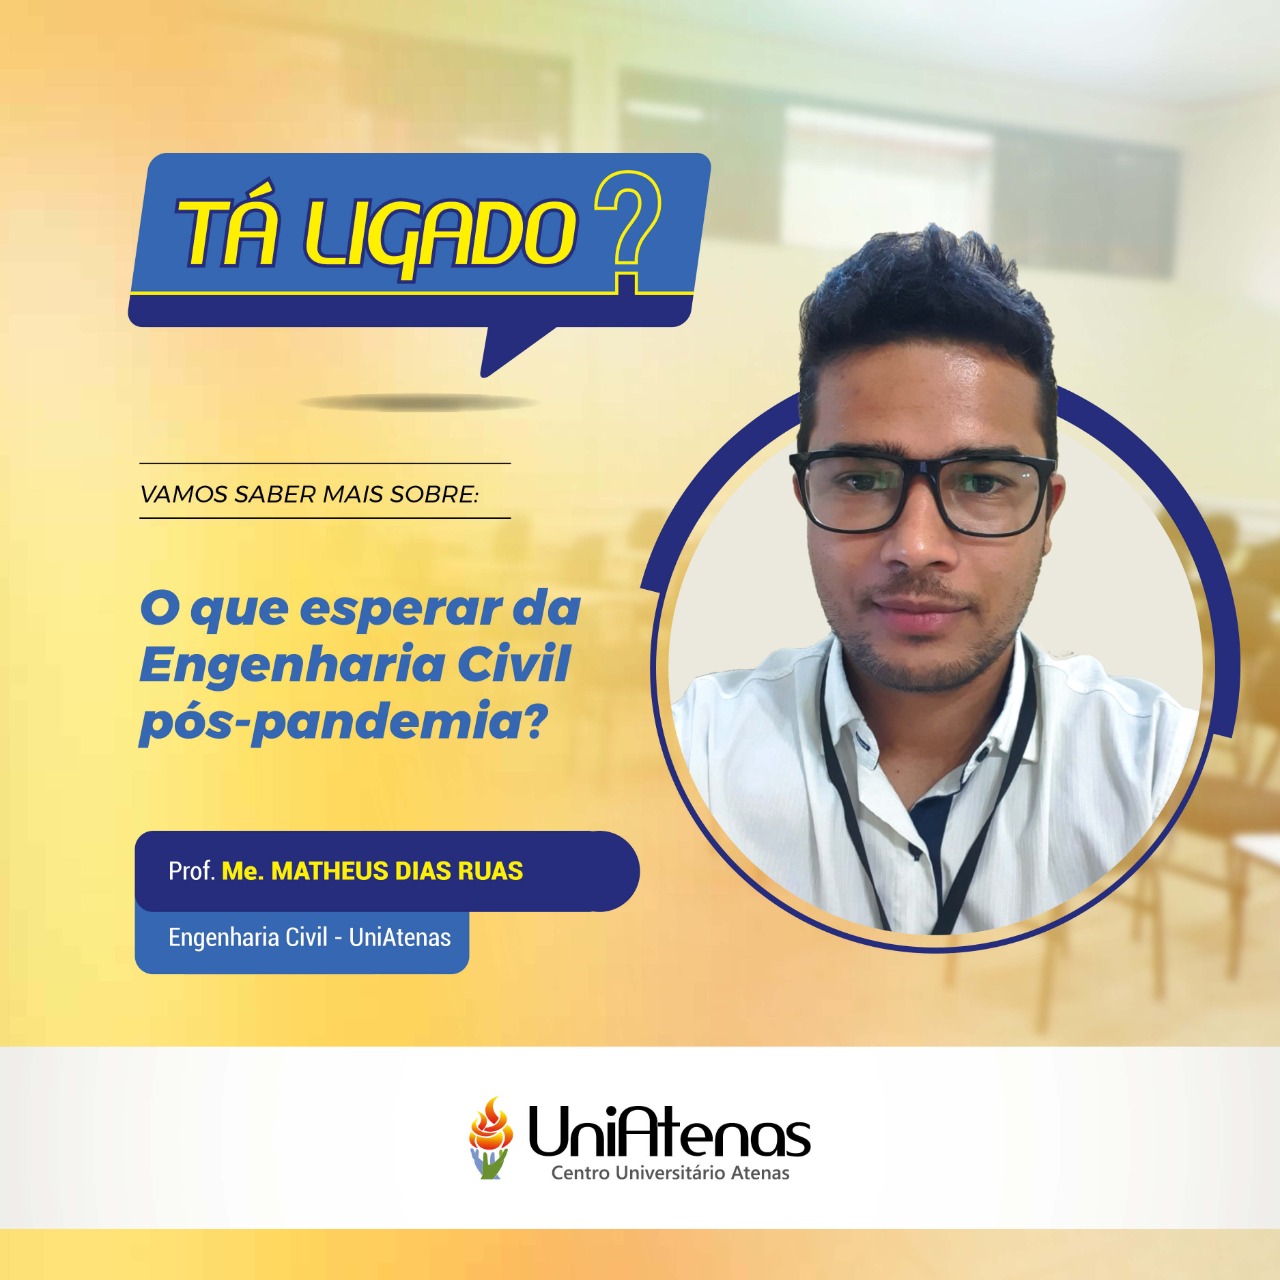 TÁ LIGADO?
VAMOS SABER MAIS SOBRE:
O que esperar da
Engenharia Civil
pós-pandemia?
Prof. Me. MATHEUS DIAS RUAS
Engenharia Civil - UniAtenas
UniAtenas
Centro Universitário Atenas